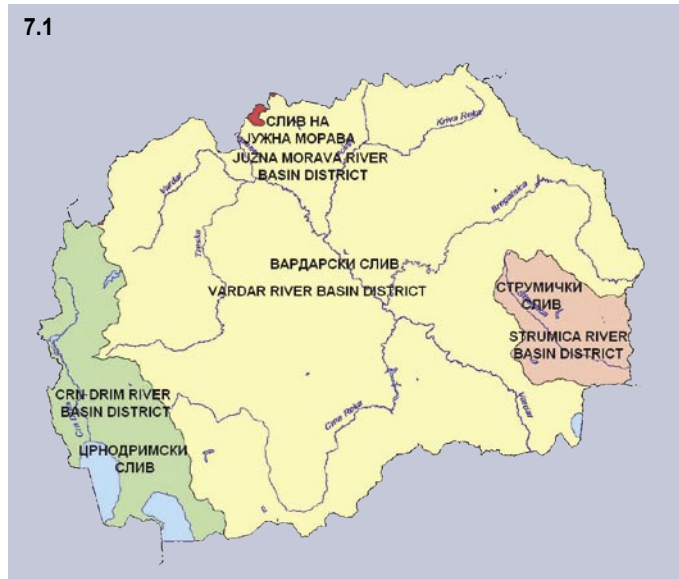 7.1
СЛИВ НА
ЈУЖНА МОРАВА
JUZNA MORAVA RIVER
BASIN DISTRICT
Kriva Reka
Vardar
Treska
Bregalnica
ВАРДАРСКИ СЛИВ
VARDAR RIVER BASIN DISTRICT
СТРУМИЧКИ
СЛИВ
STRUMICA RIVER
BASIN DISTRICT
CRN DRIM RIVER
BASIN DISTRICT
Crna Reka
Vardar
ЦРНОДРИМСКИ
СЛИВ